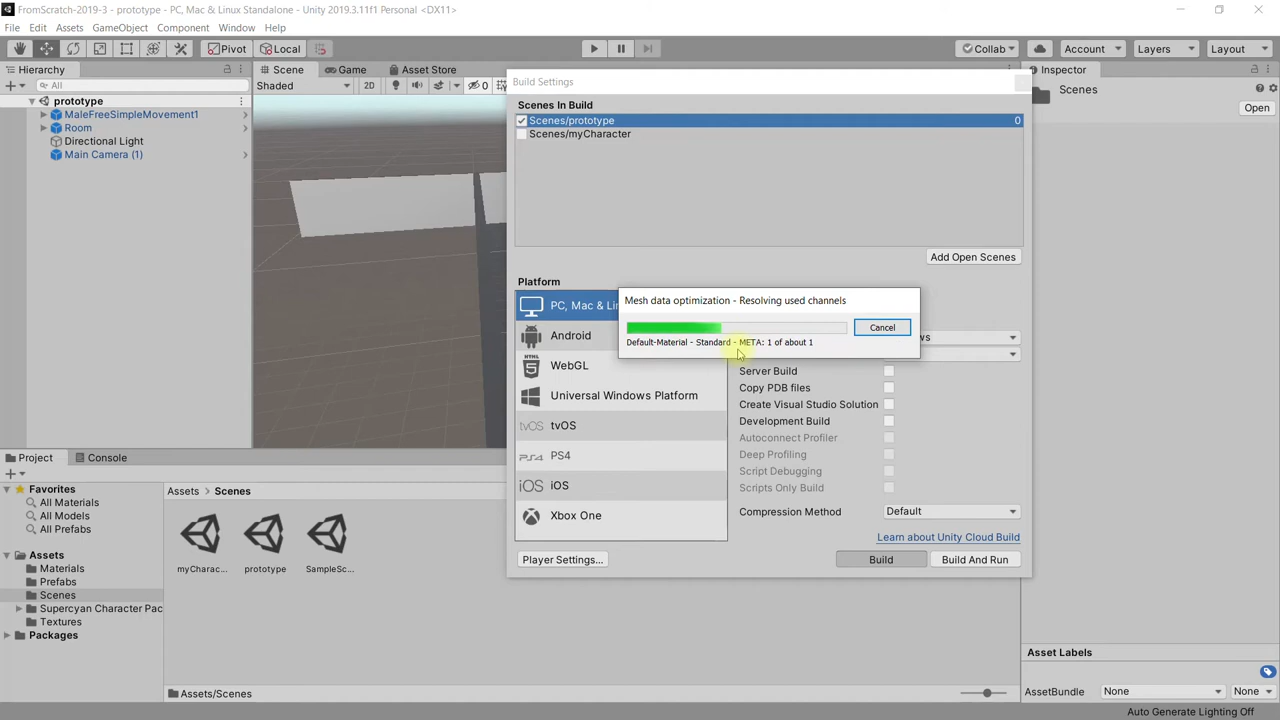 FromScratch-2019-3 - prototype - PC, Mac & Linux Standalone - Unity 2019.3.11f1 Personal <DX11>
File Edit Assets GameObject Component Window Help
Pivot Local Collab Account Layers Layout
Hierarchy
All
prototype
MaleFreeSimpleMovement1
Room
Directional Light
Main Camera (1)
Scene Game Asset Store
Shaded 2D 0
Build Settings
Scenes In Build
Scenes/prototype 0
Scenes/myCharacter
Add Open Scenes
Platform
PC, Mac & Lin
Android
WebGL
Universal Windows Platform
tvOS
tvOS
PS4
iOS
iOS
Xbox One
Mesh data optimization - Resolving used channels
Cancel
Default-Material - Standard - META: 1 of about 1
ws
Server Build
Copy PDB files
Create Visual Studio Solution
Development Build
Autoconnect Profiler
Deep Profiling
Script Debugging
Scripts Only Build
Compression Method Default
Learn about Unity Cloud Build
Player Settings... Build Build And Run
Inspector
Scenes
Open
Project Console
Favorites
All Materials
All Models
All Prefabs
Assets
Materials
Prefabs
Scenes
Supercyan Character Pac
Textures
Packages
Assets > Scenes
myCharac... prototype SampleSc...
Assets/Scenes
Asset Labels
AssetBundle None None
Auto Generate Lighting Off